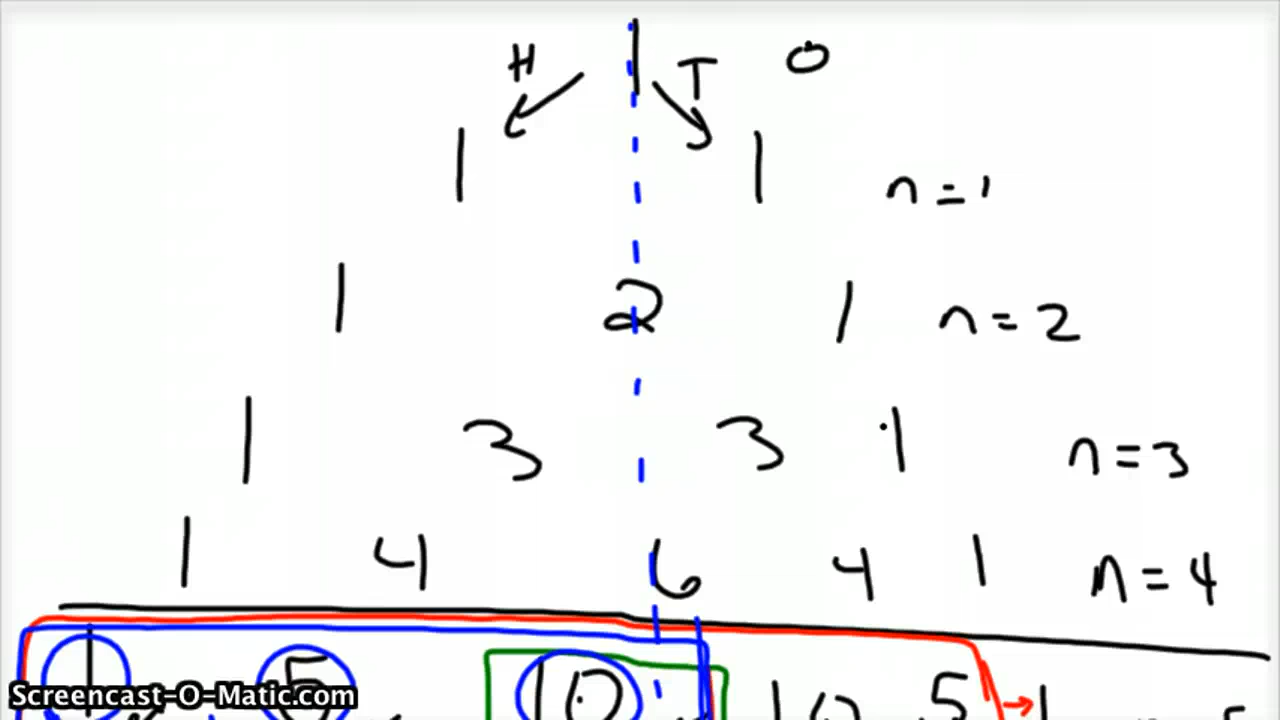 H 1 T 0
1 1 n=1
1 2 1 n=2
1 3 3 1 n=3
1 4 6 4 1 n=4
1 5 10 10 5 1
Screencast-O-Matic.com